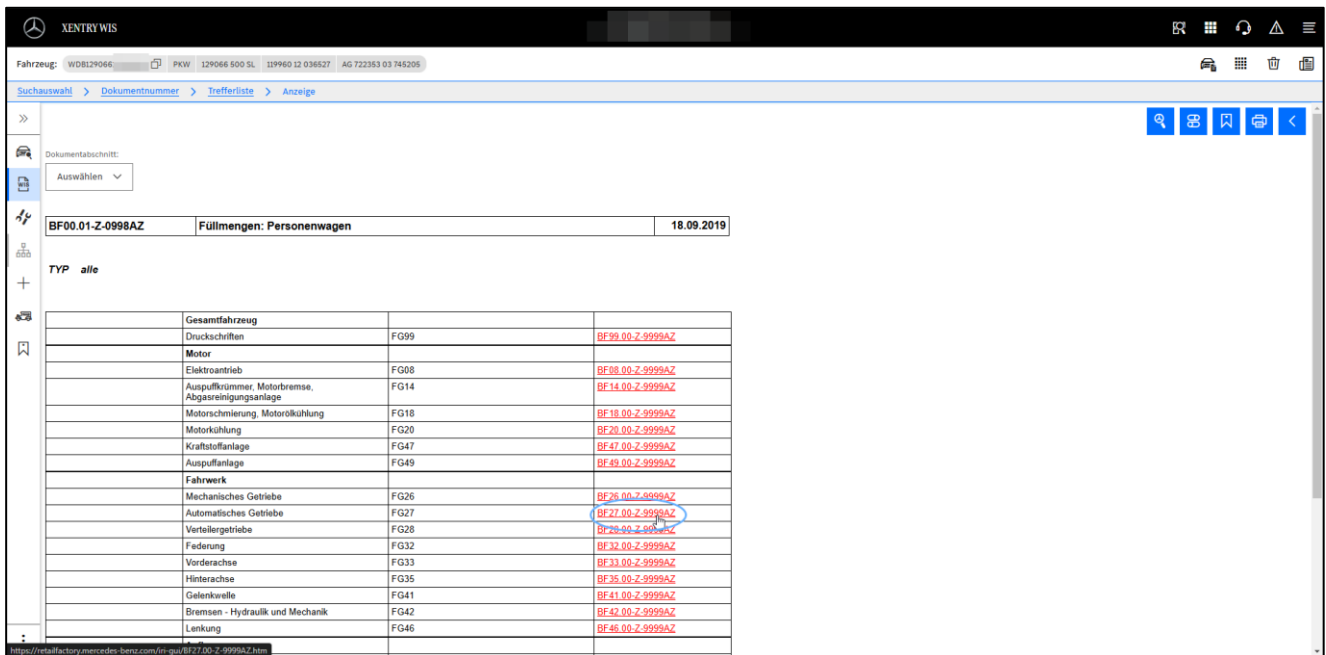 XENTRY WIS
Fahrzeug: WDB129066 PKW 129066 500 SL 119960 12 036527 AG 722353 03 745205
Suchauswahl > Dokumentnummer > Trefferliste > Anzeige
Dokumentabschnitt:
Auswählen
WIS
BF00.01-Z-0998AZ Füllmengen: Personenwagen 18.09.2019
TYP alle
Gesamtfahrzeug
Druckschriften FG99 BF99.00-Z-9999AZ
Motor
Elektroantrieb FG08 BF08.00-Z-9999AZ
Auspuffkrümmer, Motorbremse, FG14 BF14.00-Z-9999AZ
Abgasreinigungsanlage
Motorschmierung, Motorölkühlung FG18 BF18.00-Z-9999AZ
Motorkühlung FG20 BF20.00-Z-9999AZ
Kraftstoffanlage FG47 BF47.00-Z-9999AZ
Auspuffanlage FG49 BF49.00-Z-9999AZ
Fahrwerk
Mechanisches Getriebe FG26 BF26.00-Z-9999AZ
Automatisches Getriebe FG27 BF27.00-Z-9999AZ
Verteilergetriebe FG28 BF28.00-Z-9999AZ
Federung FG32 BF32.00-Z-9999AZ
Vorderachse FG33 BF33.00-Z-9999AZ
Hinterachse FG35 BF35.00-Z-9999AZ
Gelenkwelle FG41 BF41.00-Z-9999AZ
Bremsen - Hydraulik und Mechanik FG42 BF42.00-Z-9999AZ
Lenkung FG46 BF46.00-Z-9999AZ
https://retailfactory.mercedes-benz.com/iri-gui/BF27.00-Z-9999AZ.htm